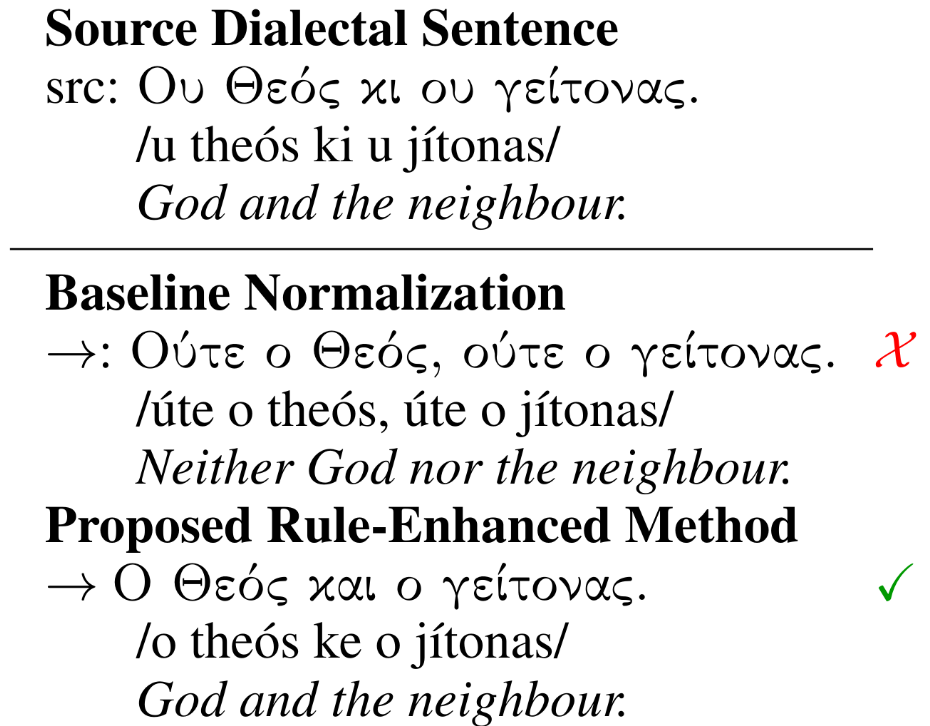 Source Dialectal Sentence
src: Ου Θεός κι ου γείτονας.
/u theós ki u jítonas/
God and the neighbour.
Baseline Normalization
→: Ούτε ο Θεός, ούτε ο γείτονας. 𝒳
/úte o theós, úte o jítonas/
Neither God nor the neighbour.
Proposed Rule-Enhanced Method
→ Ο Θεός και ο γείτονας. ✓
/o theós ke o jítonas/
God and the neighbour.